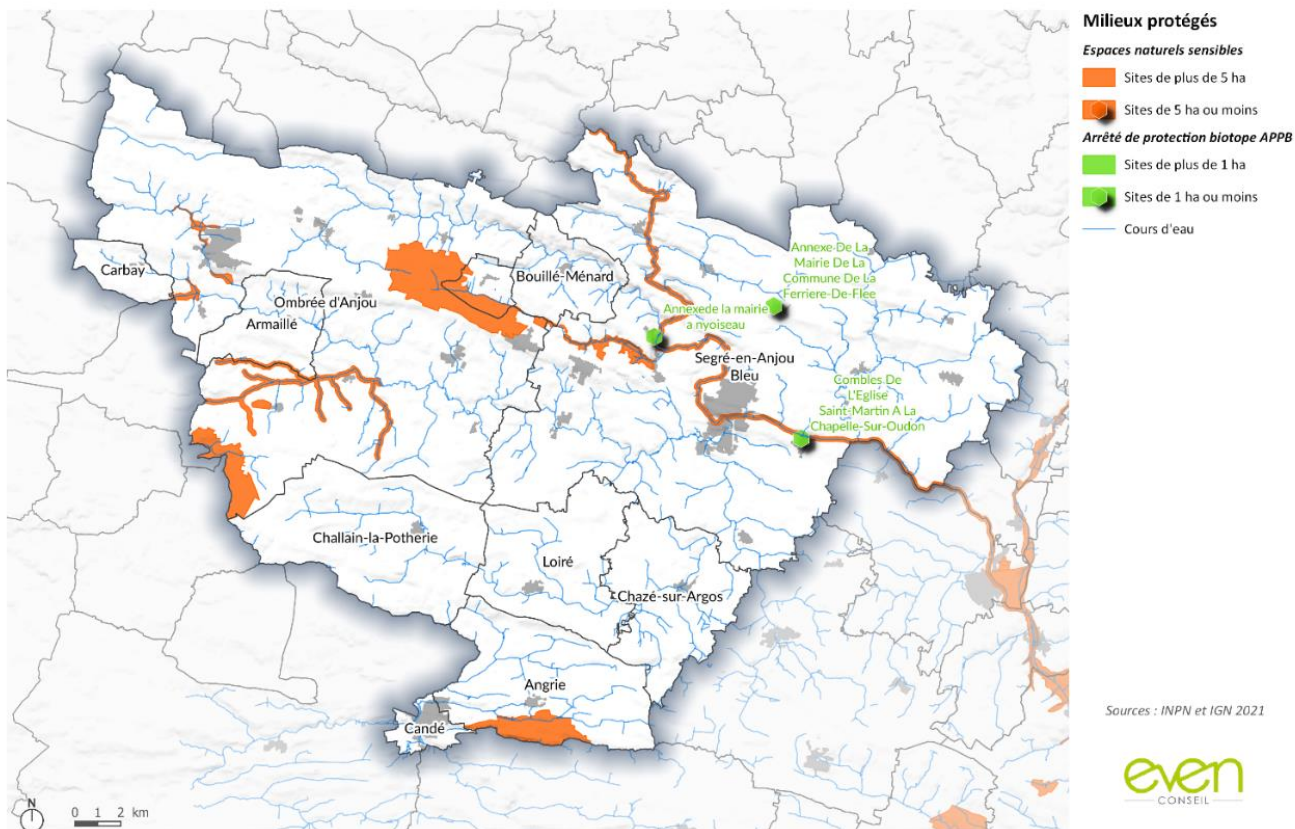 Milieux protégés
Espaces naturels sensibles
Sites de plus de 5 ha
Sites de 5 ha ou moins
Arrêté de protection biotope APPB
Sites de plus de 1 ha
Sites de 1 ha ou moins
Cours d'eau
Annexe De La
Mairie De La
Commune De La
Ferriere-De-Flee
Carbay
Bouillé-Ménard
Ombrée d'Anjou
Annexede la mairie
a nyoiseau
Armaillé
Segré-en-Anjou
Bleu
Combles De
L'Eglise
Saint-Martin A La
Chapelle-Sur-Oudon
Challain-la-Potherie
Loiré
Chazé-sur-Argos
Angrie
Candé
Sources : INPN et IGN 2021
even
CONSEIL
N
0 1 2 km